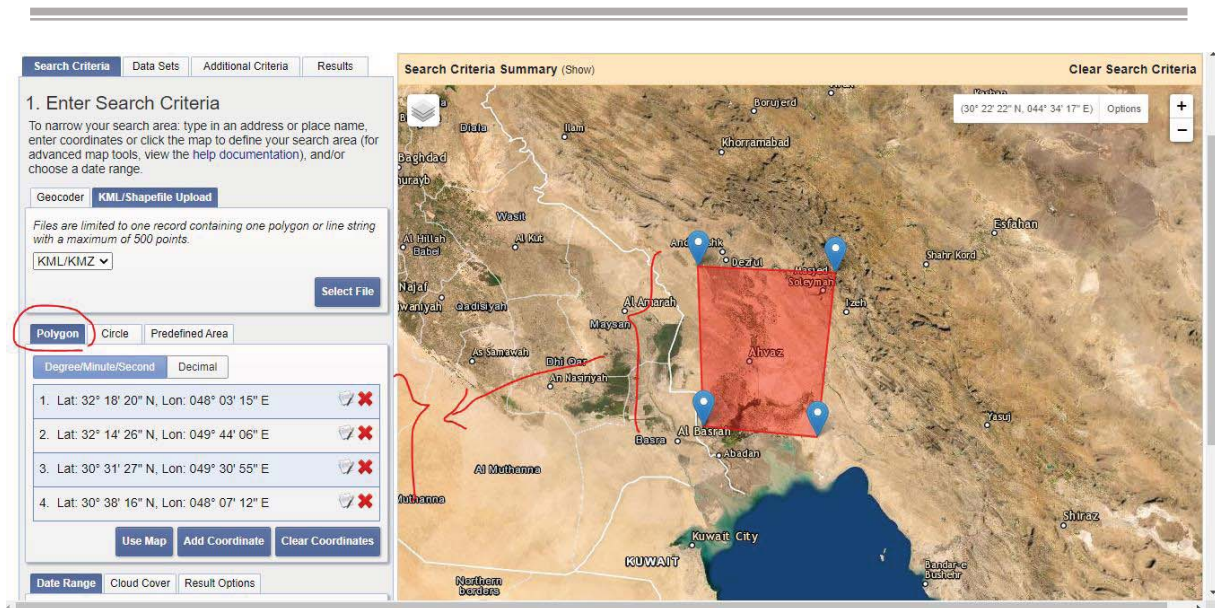 Search Criteria Data Sets Additional Criteria Results
1. Enter Search Criteria
To narrow your search area: type in an address or place name,
enter coordinates or click the map to define your search area (for
advanced map tools, view the help documentation), and/or
choose a date range.
Geocoder KML/Shapefile Upload
Files are limited to one record containing one polygon or line string
with a maximum of 500 points.
KML/KMZ
Select File
Polygon Circle Predefined Area
Degree/Minute/Second Decimal
1. Lat: 32° 18' 20" N, Lon: 048° 03' 15" E
2. Lat: 32° 14' 26" N, Lon: 049° 44' 06" E
3. Lat: 30° 31' 27" N, Lon: 049° 30' 55" E
4. Lat: 30° 38' 16" N, Lon: 048° 07' 12" E
Use Map Add Coordinate Clear Coordinates
Date Range Cloud Cover Result Options
Search Criteria Summary (Show) Clear Search Criteria
(30° 22' 22" N, 044° 34' 17" E) Options
+
-
Borujerd
Diala Ilam
Khorramabad
Baghdad
Wasit
Esfahan
Al Hillah Al Kut
Babel
Dezful Shahr Kord
Masjed
Soleyman
Najaf
Al Amarah Izeh
Qadisiyah
Maysan
As Samawah Dhi Qar Ahvaz
An Nasiriyah
Yasuj
Basra Al Basrah
Abadan
Al Muthanna
Muthanna
Shiraz
Kuwait City
KUWAIT
Bandar-e
Bushehr
Northern
borders